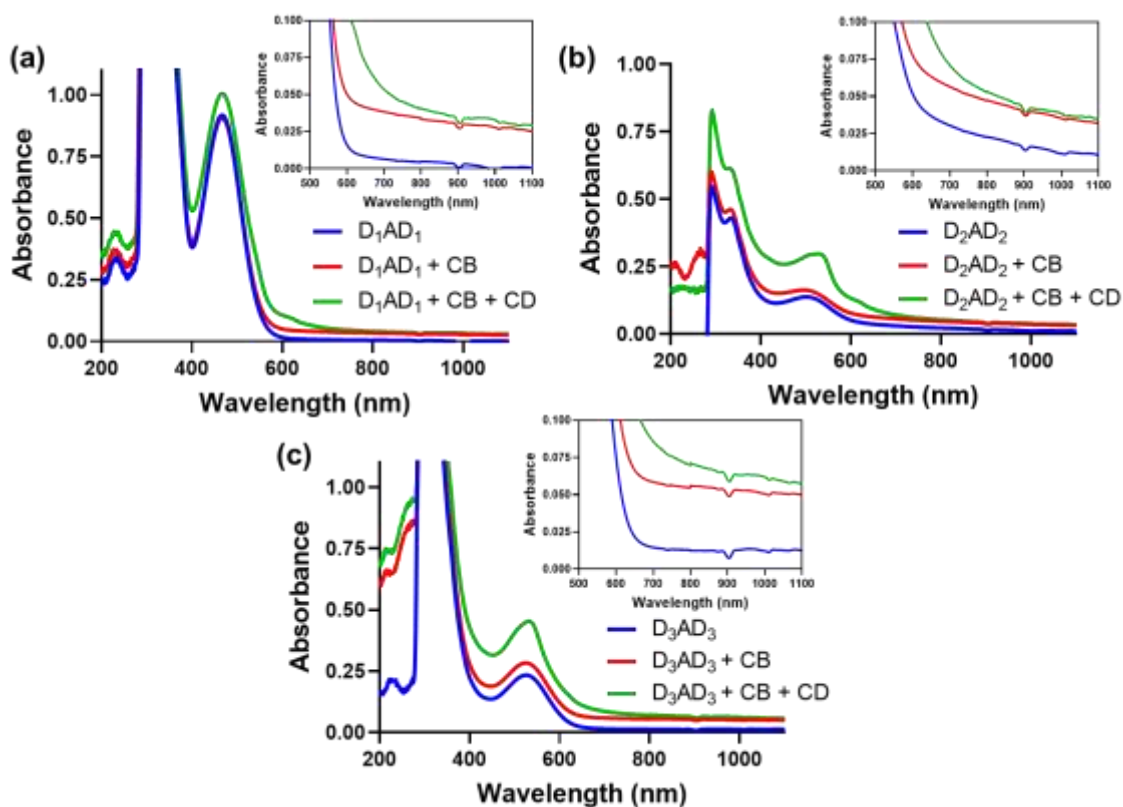 (a)
Absorbance
1.00
0.75
0.50
0.25
0.00
200 400 600 800 1000
Wavelength (nm)
Absorbance
0.100
0.075
0.050
0.025
0.000
500 600 700 800 900 1000 1100
Wavelength (nm)
D₁AD₁
D₁AD₁ + CB
D₁AD₁ + CB + CD
(b)
Absorbance
1.00
0.75
0.50
0.25
0.00
200 400 600 800 1000
Wavelength (nm)
Absorbance
0.100
0.075
0.050
0.025
0.000
500 600 700 800 900 1000 1100
Wavelength (nm)
D₂AD₂
D₂AD₂ + CB
D₂AD₂ + CB + CD
(c)
Absorbance
1.00
0.75
0.50
0.25
0.00
200 400 600 800 1000
Wavelength (nm)
Absorbance
0.100
0.075
0.050
0.025
0.000
500 600 700 800 900 1000 1100
Wavelength (nm)
D₃AD₃
D₃AD₃ + CB
D₃AD₃ + CB + CD